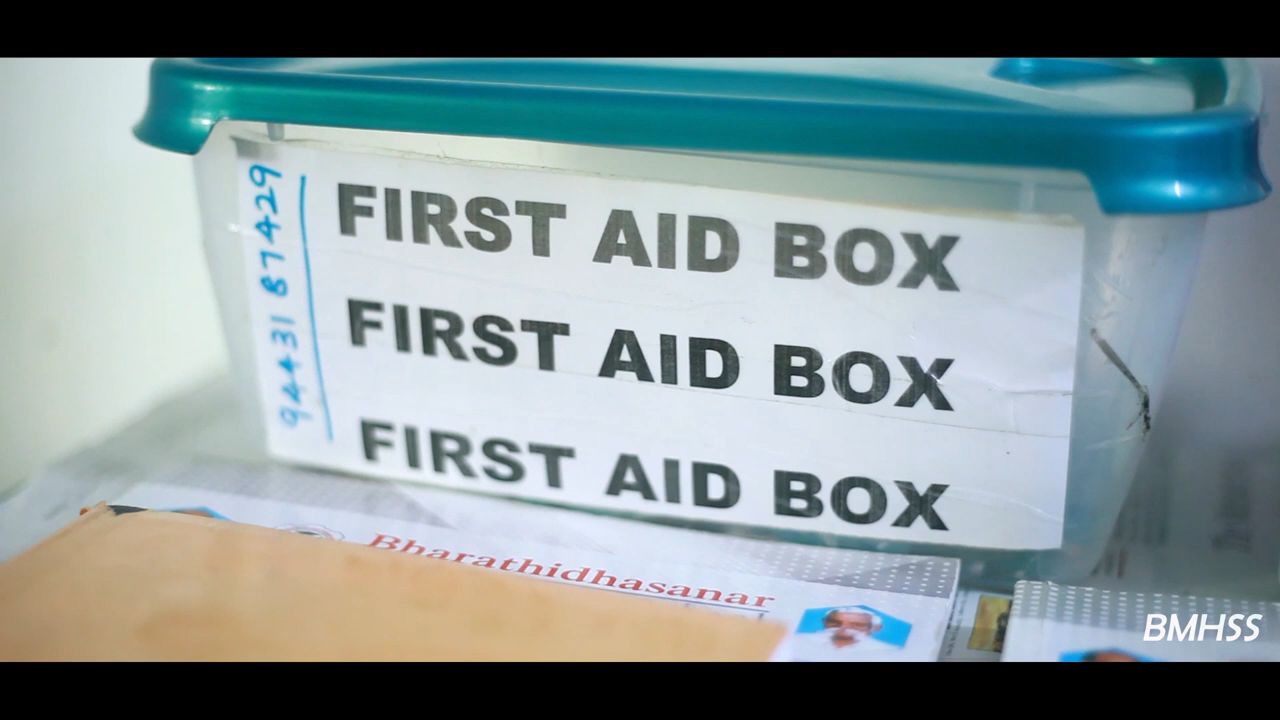 FIRST AID BOX
FIRST AID BOX
FIRST AID BOX
94431 87429
Bharathidhasanar
BMHSS